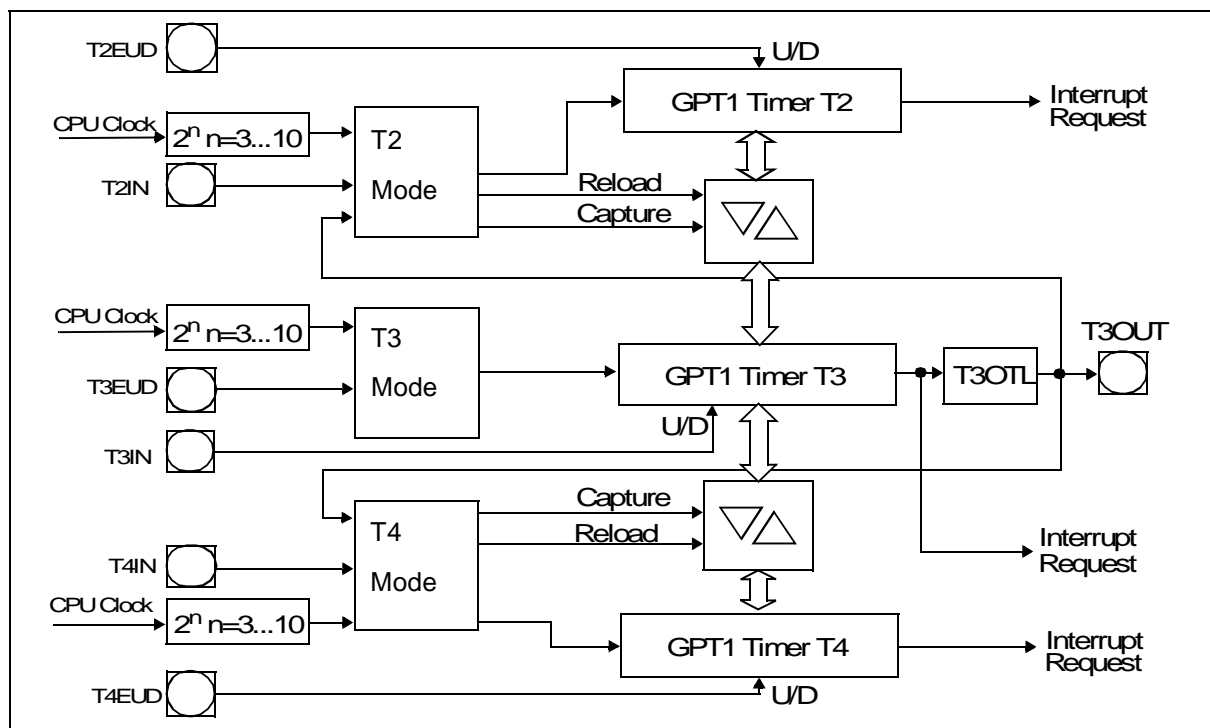 T2EUD
U/D
GPT1 Timer T2
Interrupt
Request
CPU Clock
2ⁿ n=3...10
T2
Mode
T2IN
Reload
Capture
CPU Clock
2ⁿ n=3...10
T3
Mode
T3OUT
GPT1 Timer T3
T3OTL
T3EUD
U/D
T3IN
Capture
T4
Mode
Reload
Interrupt
Request
T4IN
CPU Clock
2ⁿ n=3...10
GPT1 Timer T4
Interrupt
Request
T4EUD
U/D